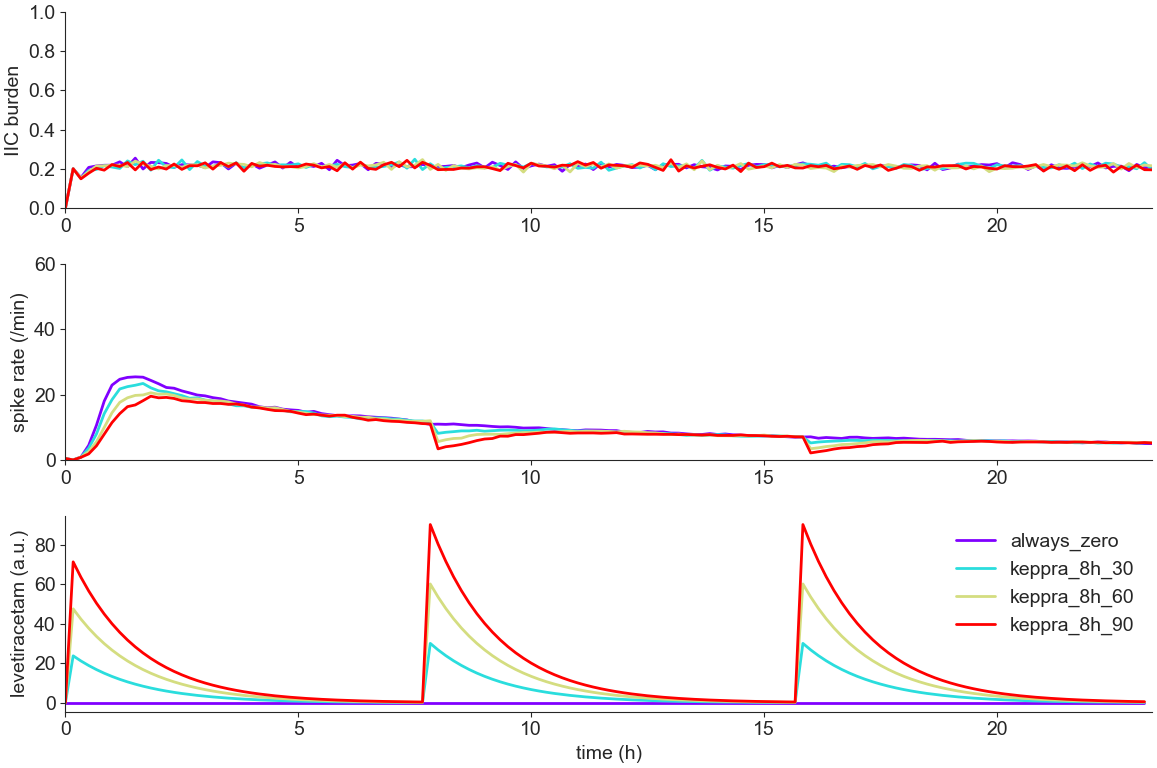 1.0
0.8
0.6
0.4
0.2
0.0
IIC burden
0 5 10 15 20
60
40
20
0
spike rate (/min)
0 5 10 15 20
80
60
40
20
0
levetiracetam (a.u.)
always_zero
keppra_8h_30
keppra_8h_60
keppra_8h_90
0 5 10 15 20
time (h)